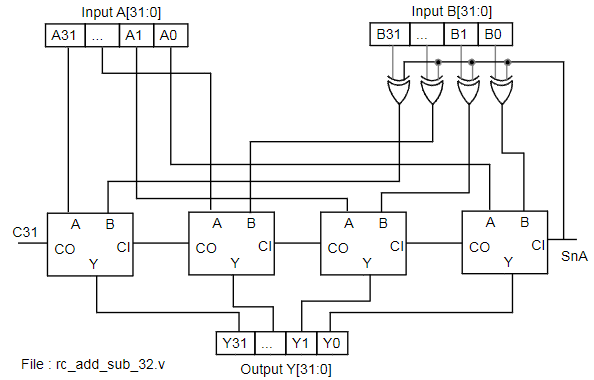 Input A[31:0]
Input B[31:0]
A31 ... A1 A0
B31 ... B1 B0
A B
CO CI
Y
A B
CO CI
Y
A B
CO CI
Y
A B
CO CI
Y
C31
SnA
Y31 ... Y1 Y0
Output Y[31:0]
File : rc_add_sub_32.v